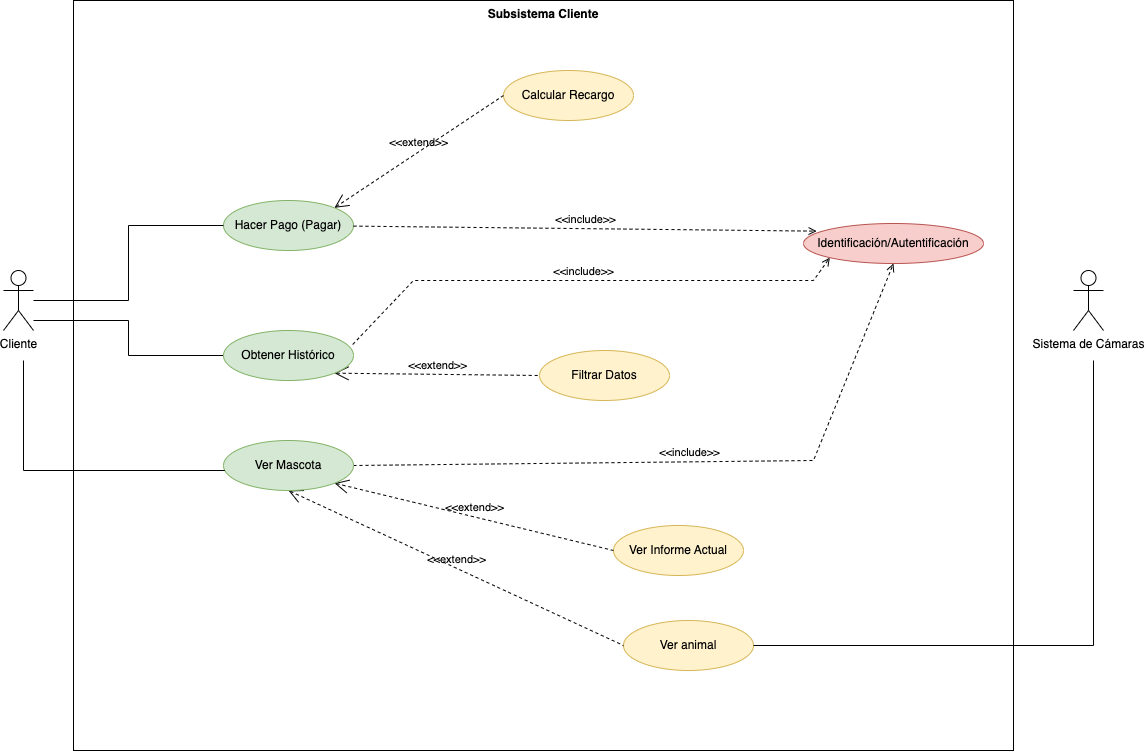 Subsistema Cliente
Calcular Recargo
<<extend>>
Hacer Pago (Pagar)
<<include>>
Identificación/Autentificación
<<include>>
Cliente
Sistema de Cámaras
Obtener Histórico
<<extend>>
Filtrar Datos
<<include>>
Ver Mascota
<<extend>>
Ver Informe Actual
<<extend>>
Ver animal